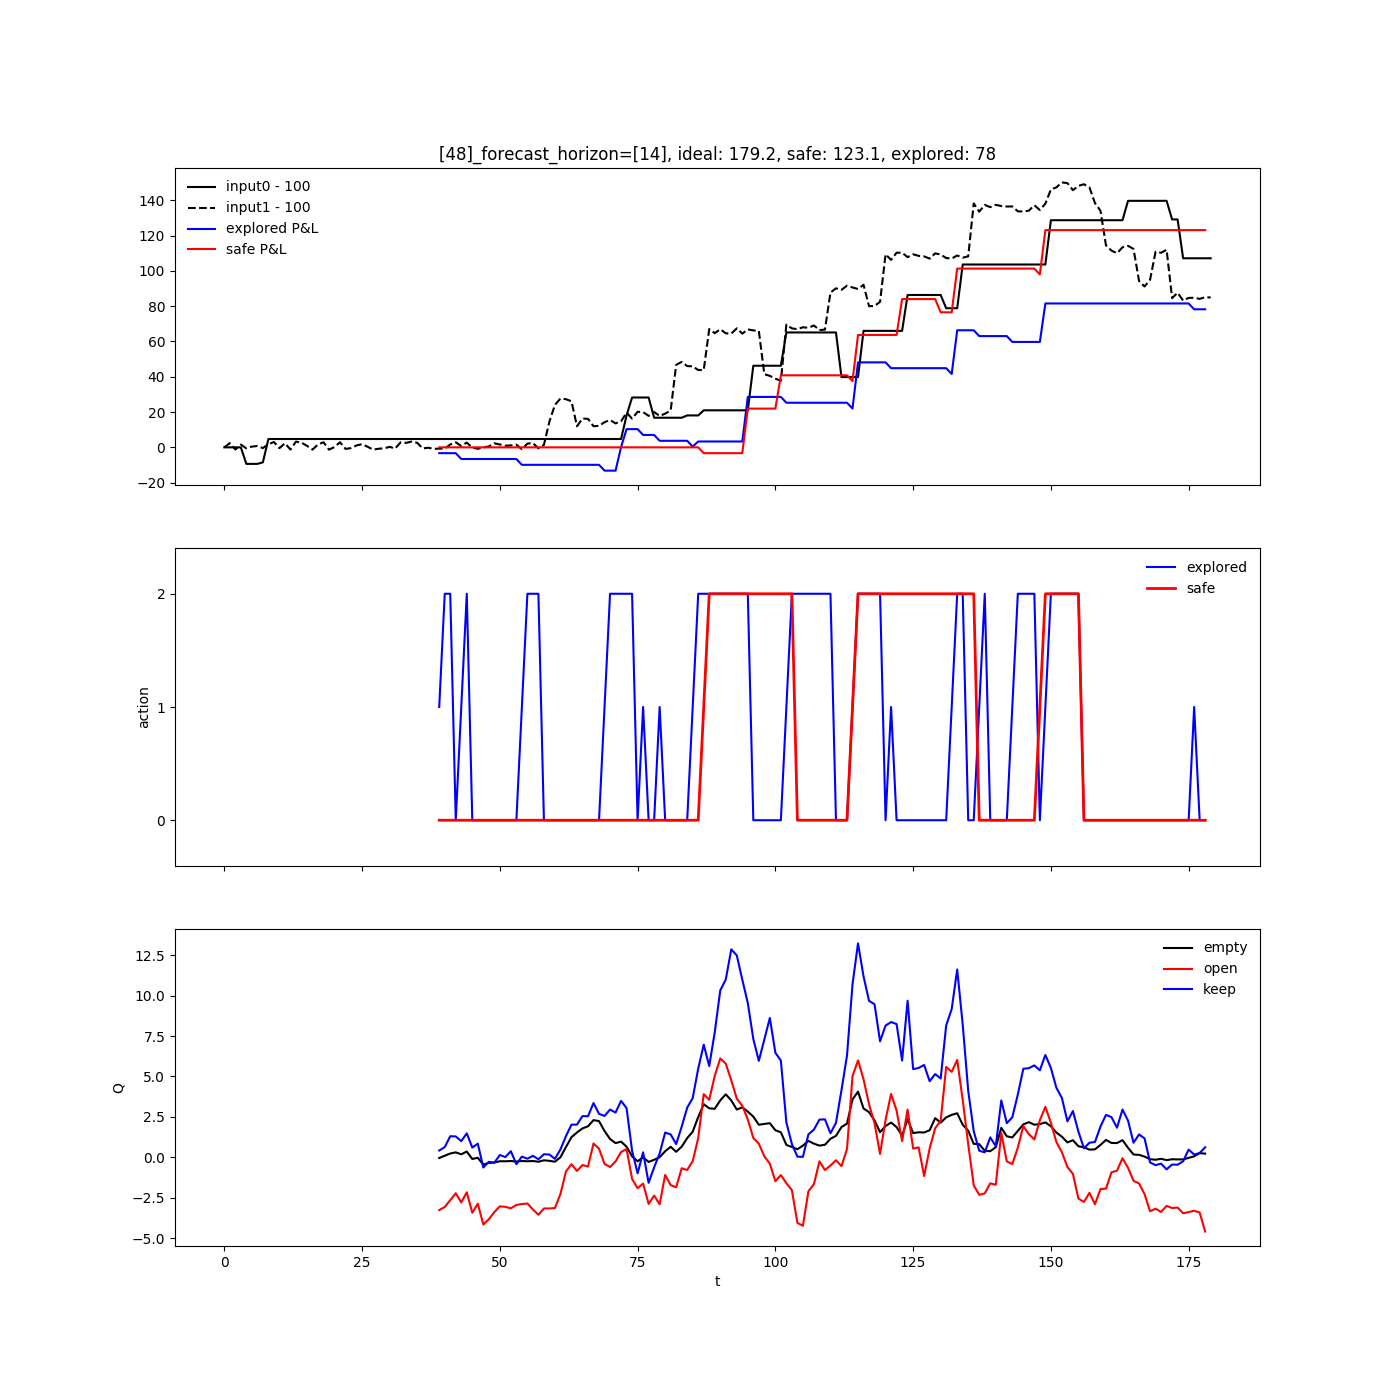 [48]_forecast_horizon=[14], ideal: 179.2, safe: 123.1, explored: 78
input0 - 100
input1 - 100
explored P&L
safe P&L
140
120
100
80
60
40
20
0
−20
explored
safe
2
1
0
action
empty
open
keep
12.5
10.0
7.5
5.0
2.5
0.0
−2.5
−5.0
Q
0 25 50 75 100 125 150 175
t